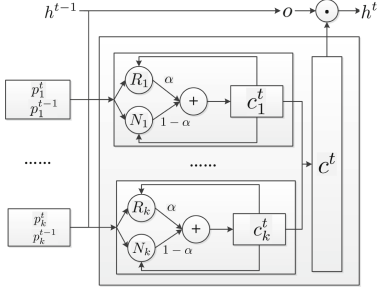 h^{t-1} o · h^t
R_1 α
p_1^t
p_1^{t-1}
+ c_1^t
N_1 1 − α
...... ...... c^t
R_k α
p_k^t
p_k^{t-1}
+ c_k^t
N_k 1 − α